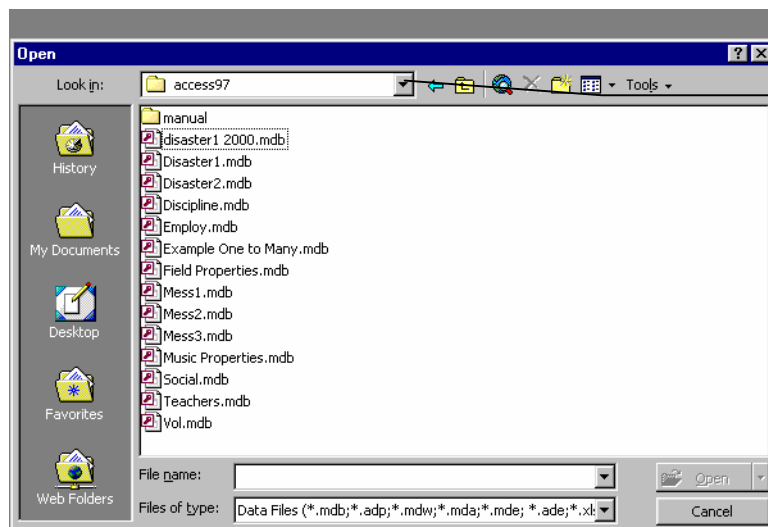 Open
Look in:
access97
Tools
manual
disaster1 2000.mdb
Disaster1.mdb
Disaster2.mdb
Discipline.mdb
Employ.mdb
Example One to Many.mdb
Field Properties.mdb
Mess1.mdb
Mess2.mdb
Mess3.mdb
Music Properties.mdb
Social.mdb
Teachers.mdb
Vol.mdb
History
My Documents
Desktop
Favorites
Web Folders
File name:
Open
Files of type:
Data Files (*.mdb;*.adp;*.mdw;*.mda;*.mde; *.ade;*.xl
Cancel